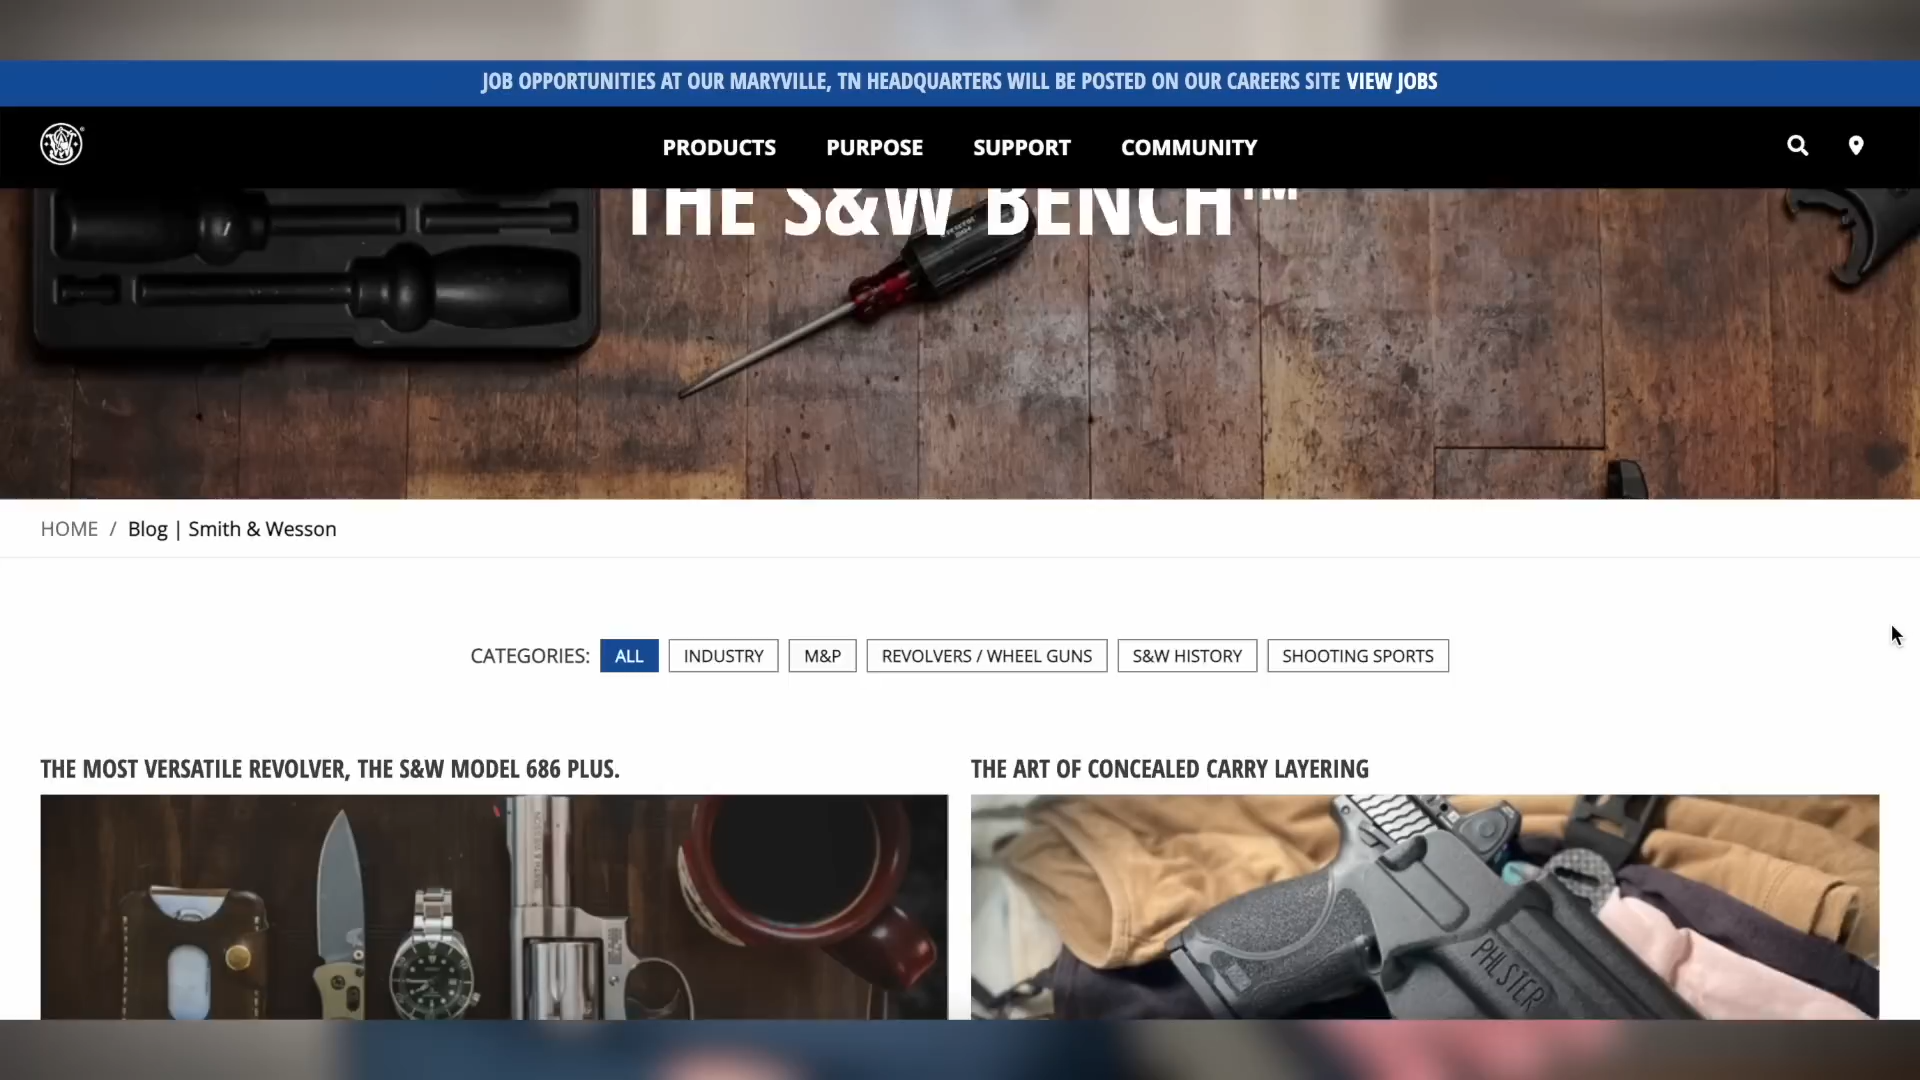 JOB OPPORTUNITIES AT OUR MARYVILLE, TN HEADQUARTERS WILL BE POSTED ON OUR CAREERS SITE VIEW JOBS
PRODUCTS PURPOSE SUPPORT COMMUNITY
THE S&W BENCH™
HOME / Blog | Smith & Wesson
CATEGORIES: ALL INDUSTRY M&P REVOLVERS / WHEEL GUNS S&W HISTORY SHOOTING SPORTS
THE MOST VERSATILE REVOLVER, THE S&W MODEL 686 PLUS.
THE ART OF CONCEALED CARRY LAYERING
PHLSTER